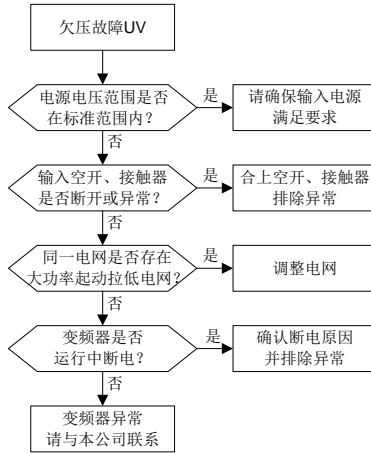 欠压故障UV
电源电压范围是否
在标准范围内?
是
请确保输入电源
满足要求
否
输入空开、接触器
是否断开或异常?
是
合上空开、接触器
排除异常
否
同一电网是否存在
大功率起动拉低电网?
是
调整电网
否
变频器是否
运行中断电?
是
确认断电原因
并排除异常
否
变频器异常
请与本公司联系